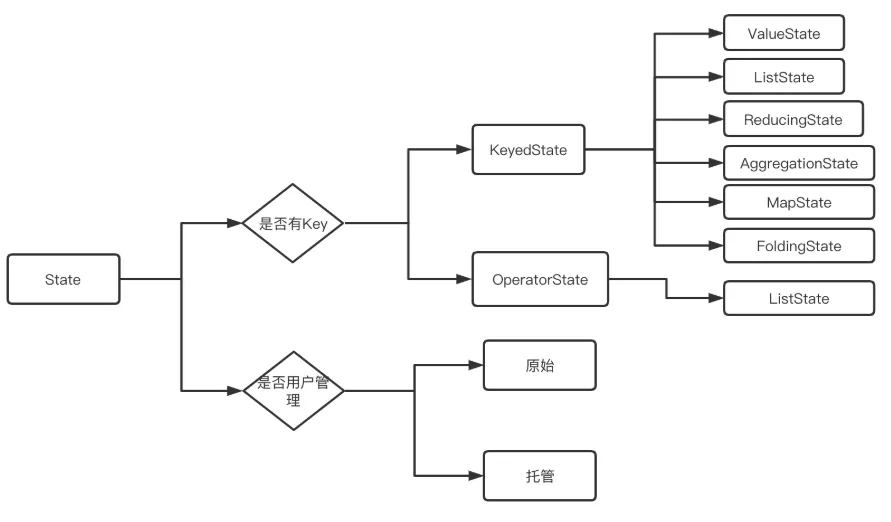 State
是否有Key
KeyedState
ValueState
ListState
ReducingState
AggregationState
MapState
FoldingState
OperatorState
ListState
是否用户管
理
原始
托管